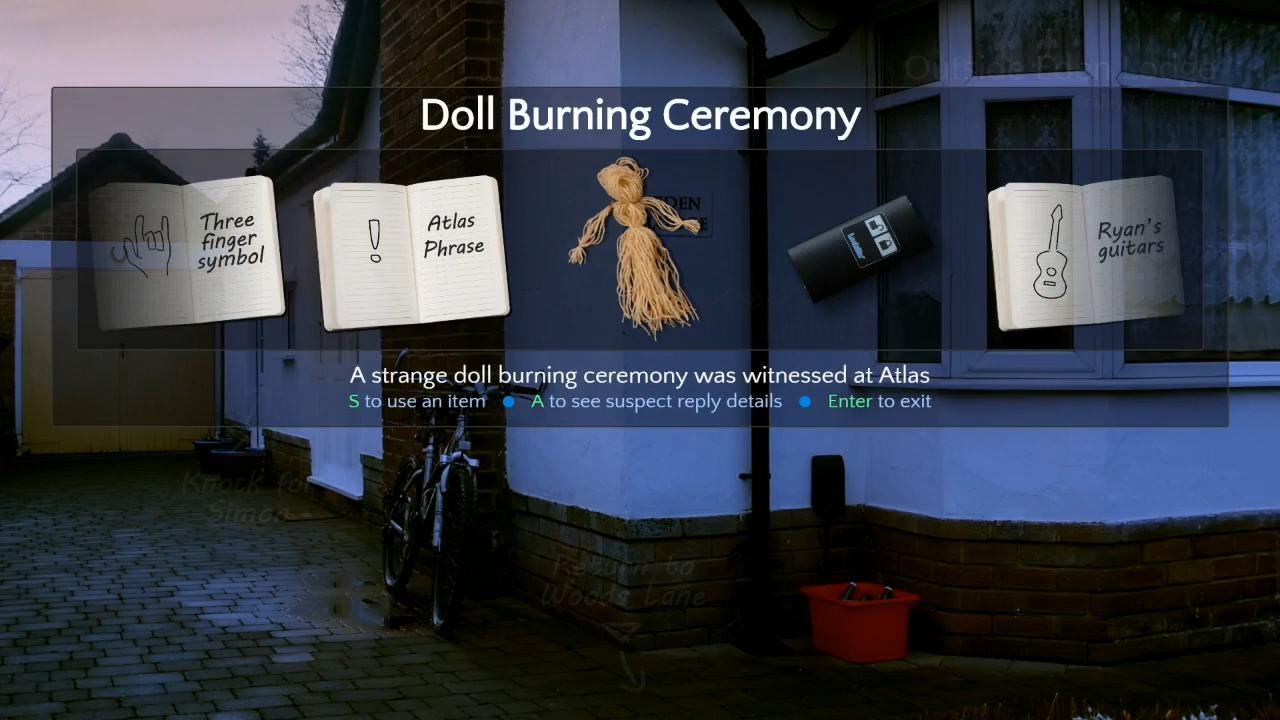 Outside Eden Lodge
Doll Burning Ceremony
Three
finger
symbol
!
Atlas
Phrase
Ryan's
guitars
A strange doll burning ceremony was witnessed at Atlas
S to use an item A to see suspect reply details Enter to exit
Knock for
Simon
Return to
Woods Lane